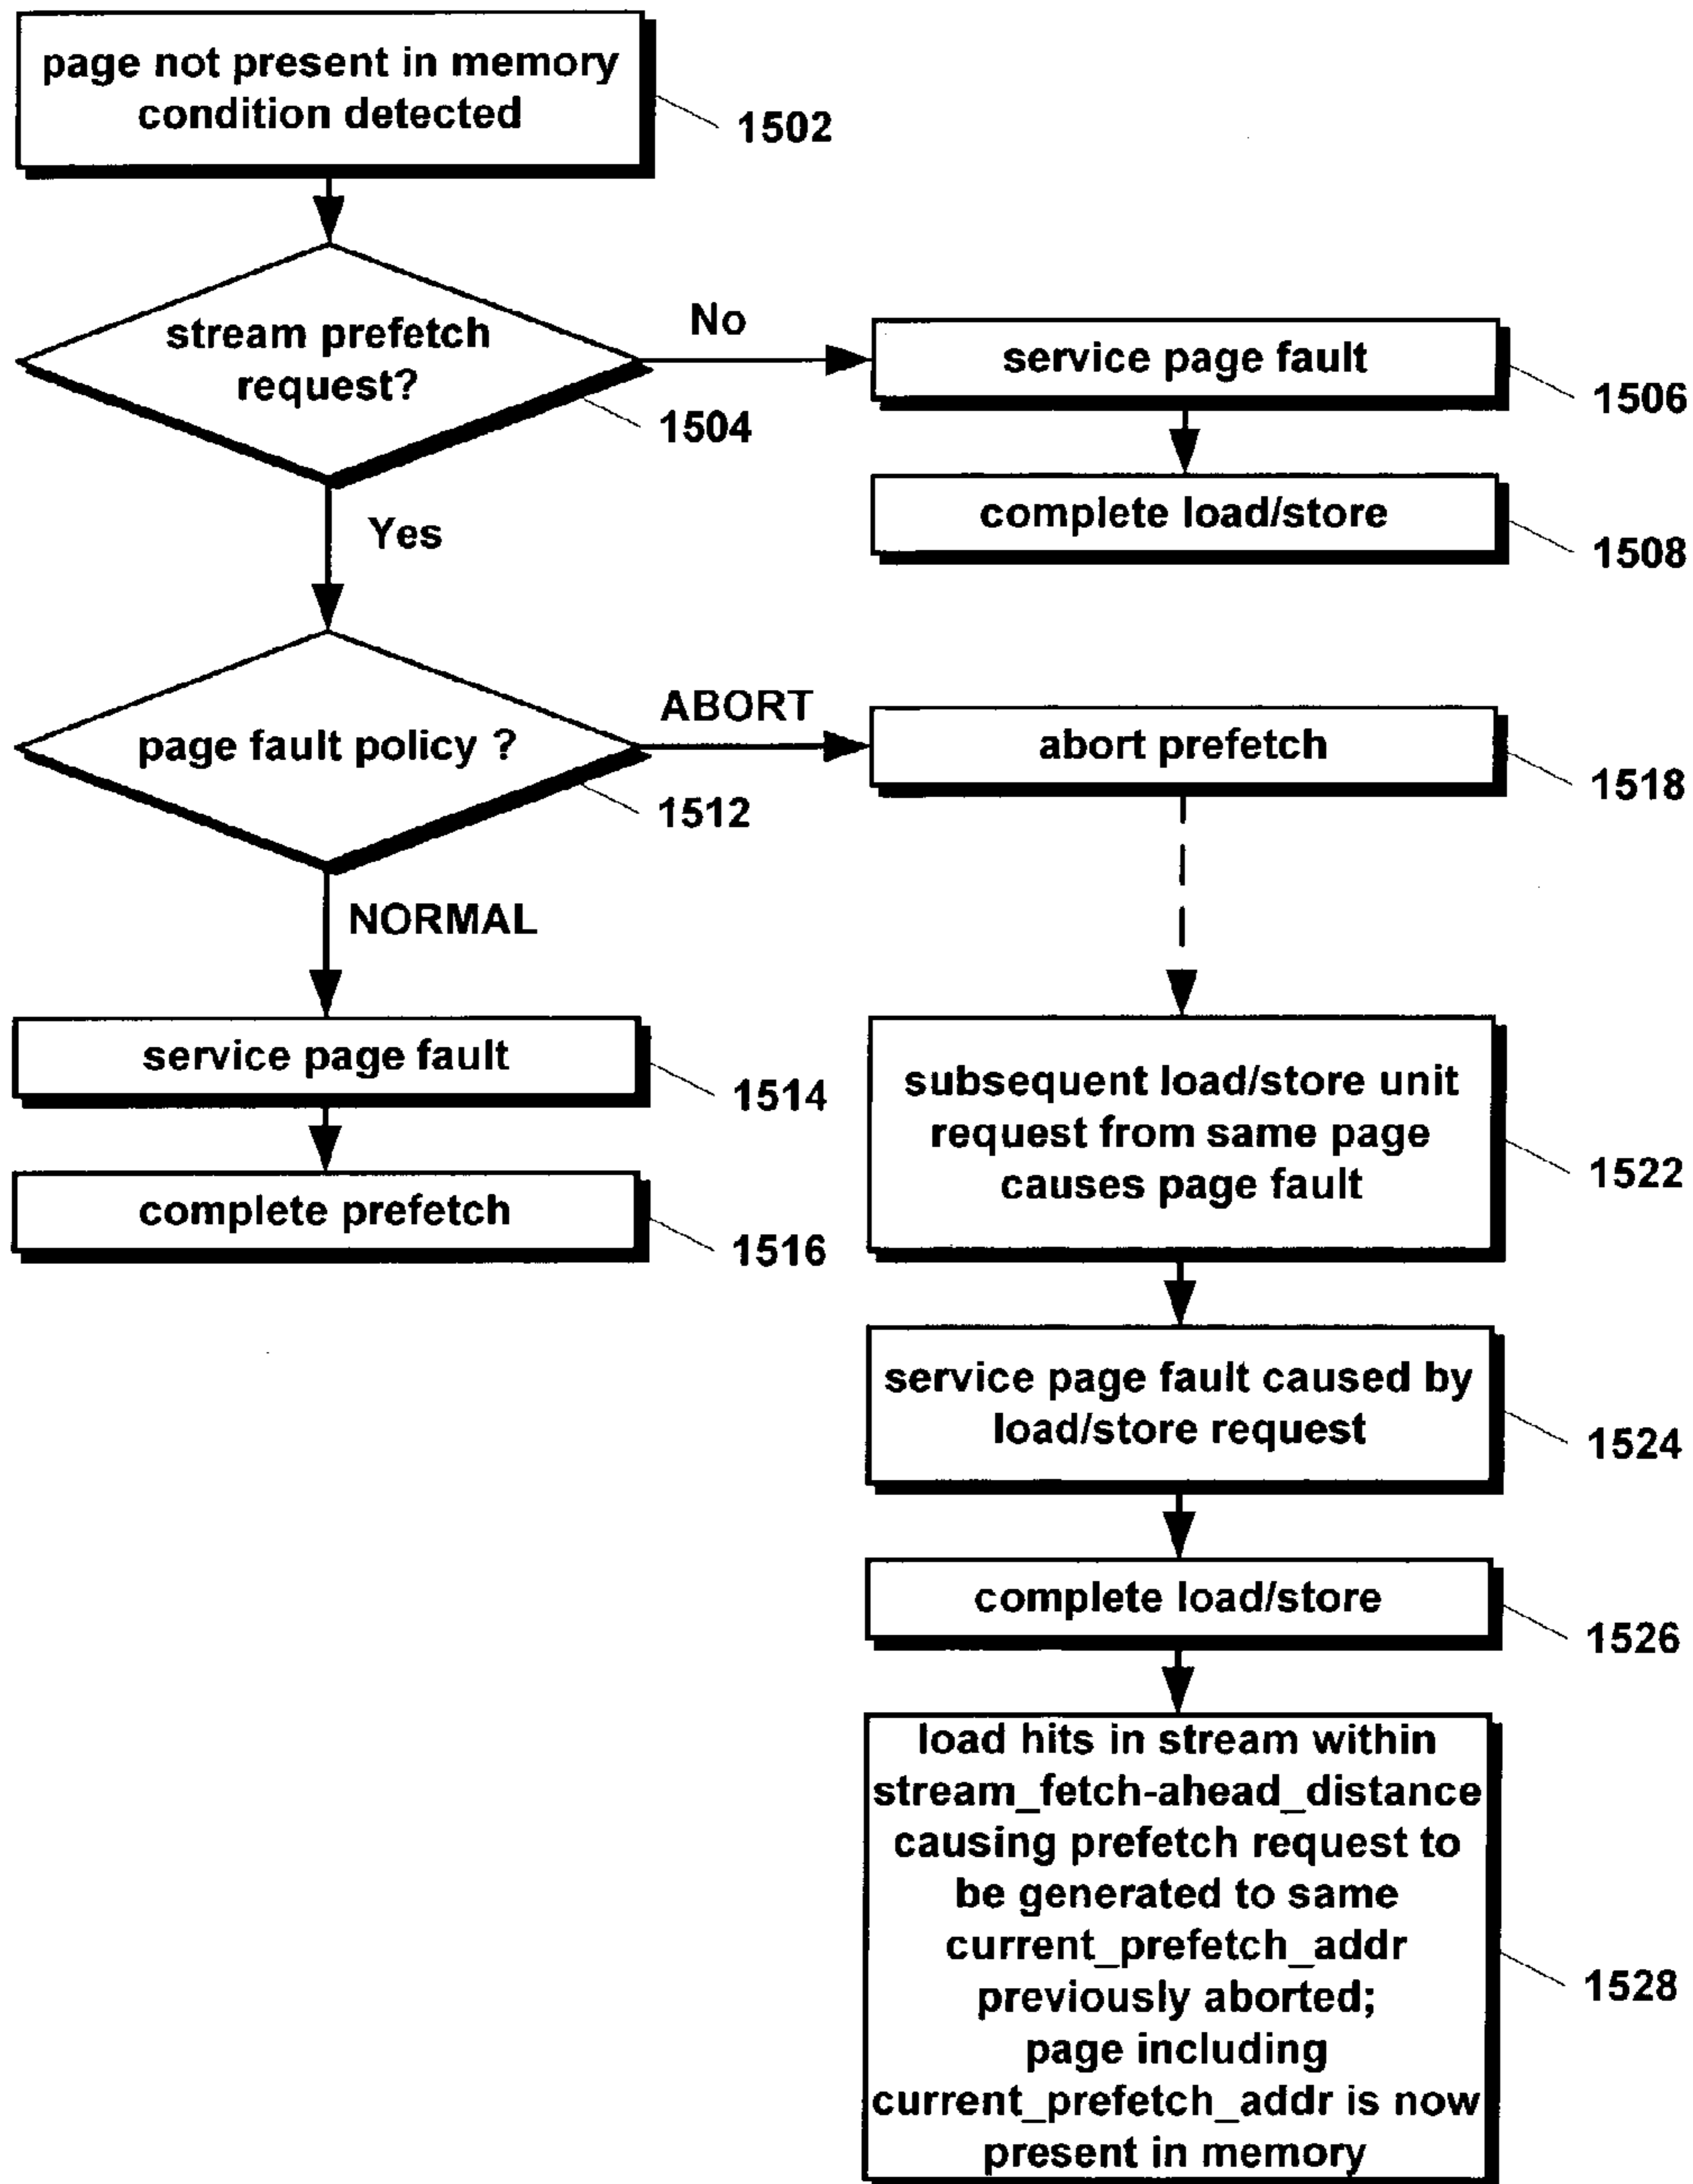 page not present in memory
condition detected
1502
stream prefetch
request?
1504
No
service page fault
1506
complete load/store
1508
Yes
page fault policy ?
1512
ABORT
abort prefetch
1518
NORMAL
service page fault
1514
complete prefetch
1516
subsequent load/store unit
request from same page
causes page fault
1522
service page fault caused by
load/store request
1524
complete load/store
1526
load hits in stream within
stream_fetch-ahead_distance
causing prefetch request to
be generated to same
current_prefetch_addr
previously aborted;
page including
current_prefetch_addr is now
present in memory
1528